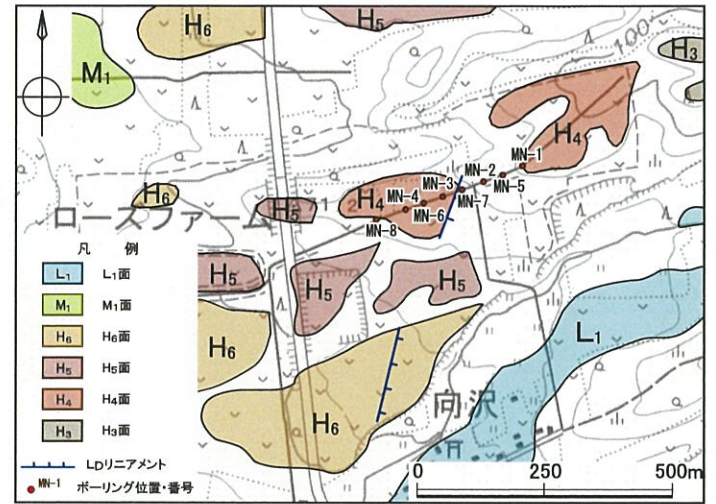 H₆
H₅
H₃
M₁
100
H₄
MN-1
MN-2
MN-5
MN-3
MN-7
MN-4
MN-6
MN-8
H₄
2
H₆
H₅
1
ローズファーム
H₅
H₅
H₅
H₆
H₆
L₁
向沢
凡 例
L₁ L₁面
M₁ M₁面
H₆ H₆面
H₅ H₅面
H₄ H₄面
H₃ H₃面
LDリニアメント
MN-1 ボーリング位置・番号
0 250 500m